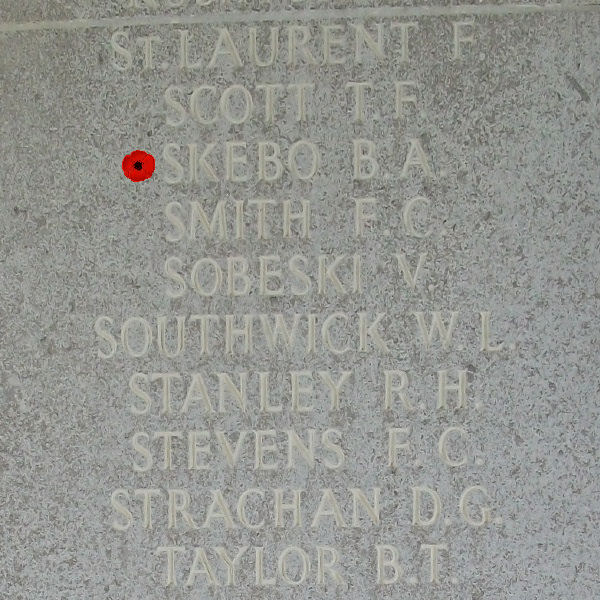 St. LAURENT F
SCOTT T.F.
SKEBO B.A.
SMITH F.C.
SOBESKI V
SOUTHWICK W.L.
STANLEY R.H.
STEVENS F.C.
STRACHAN D.G.
TAYLOR B.T.